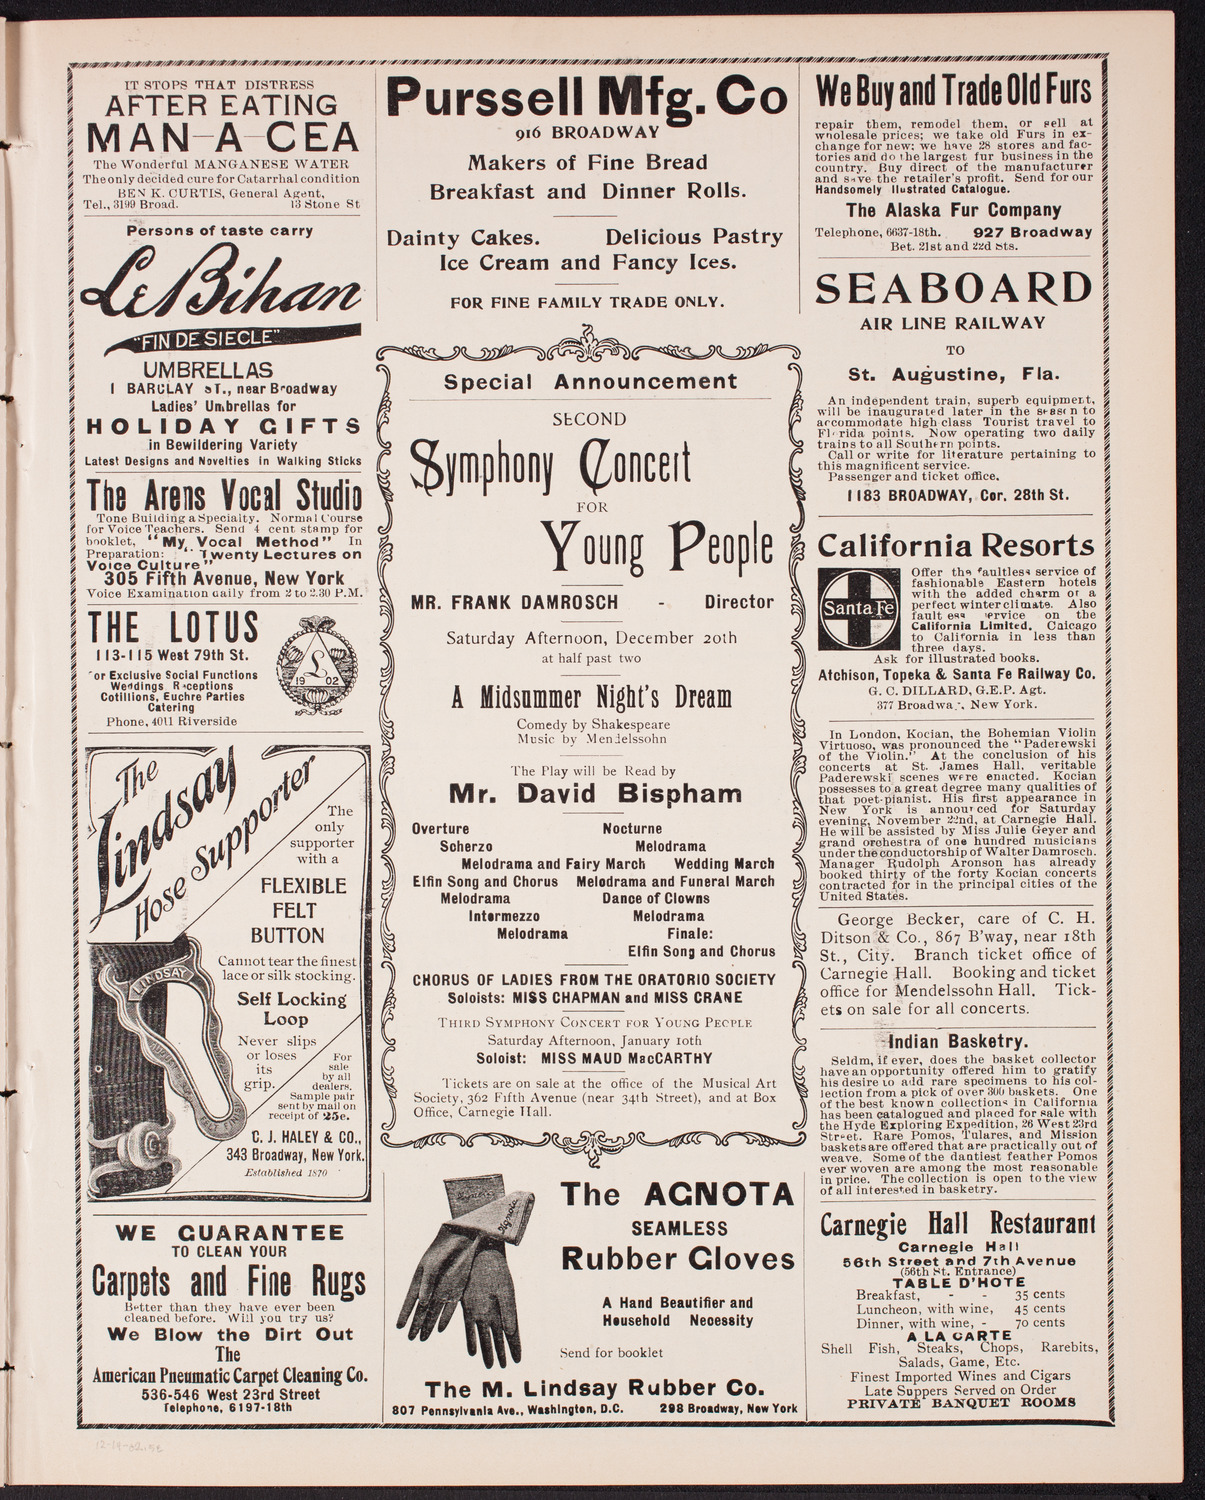 IT STOPS THAT DISTRESS
AFTER EATING
MAN-A-CEA
The Wonderful MANGANESE WATER
The only decided cure for Catarrhal condition
BEN K. CURTIS, General Agent,
Tel., 3199 Broad. 13 Stone St
Persons of taste carry
Le Bihan
"FIN DE SIECLE"
UMBRELLAS
1 BARCLAY ST., near Broadway
Ladies' Umbrellas for
HOLIDAY GIFTS
in Bewildering Variety
Latest Designs and Novelties in Walking Sticks
The Arens Vocal Studio
Tone Building a Specialty. Normal Course
for Voice Teachers. Send 4 cent stamp for
booklet, "My Vocal Method" In
Preparation: "Twenty Lectures on
Voice Culture"
305 Fifth Avenue, New York
Voice Examination daily from 2 to 2.30 P.M.
THE LOTUS
113-115 West 79th St.
For Exclusive Social Functions
Weddings Receptions
Cotillions, Euchre Parties
Catering
Phone, 4011 Riverside
L
19 02
The
Lindsay
Hose Supporter
The
only
supporter
with a
FLEXIBLE
FELT
BUTTON
Cannot tear the finest
lace or silk stocking.
Self Locking
Loop
Never slips
or loses
its
grip.
For
sale
by all
dealers.
Sample pair
sent by mail on
receipt of 25c.
LINDSAY
C. J. HALEY & CO.,
343 Broadway, New York.
Established 1870
WE GUARANTEE
TO CLEAN YOUR
Carpets and Fine Rugs
Better than they have ever been
cleaned before. Will you try us?
We Blow the Dirt Out
The
American Pneumatic Carpet Cleaning Co.
536-546 West 23rd Street
Telephone, 6197-18th
Purssell Mfg. Co
916 BROADWAY
Makers of Fine Bread
Breakfast and Dinner Rolls.
Dainty Cakes. Delicious Pastry
Ice Cream and Fancy Ices.
FOR FINE FAMILY TRADE ONLY.
Special Announcement
SECOND
Symphony Concert
FOR
Young People
MR. FRANK DAMROSCH - Director
Saturday Afternoon, December 20th
at half past two
A Midsummer Night's Dream
Comedy by Shakespeare
Music by Mendelssohn
The Play will be Read by
Mr. David Bispham
Overture Nocturne
Scherzo Melodrama
Melodrama and Fairy March Wedding March
Elfin Song and Chorus Melodrama and Funeral March
Melodrama Dance of Clowns
Intermezzo Melodrama
Melodrama Finale:
Elfin Song and Chorus
CHORUS OF LADIES FROM THE ORATORIO SOCIETY
Soloists: MISS CHAPMAN and MISS CRANE
THIRD SYMPHONY CONCERT FOR YOUNG PEOPLE
Saturday Afternoon, January 10th
Soloist: MISS MAUD MacCARTHY
Tickets are on sale at the office of the Musical Art
Society, 362 Fifth Avenue (near 34th Street), and at Box
Office, Carnegie Hall.
The AGNOTA
SEAMLESS
Rubber Gloves
A Hand Beautifier and
Household Necessity
Send for booklet
Agnota
The M. Lindsay Rubber Co.
807 Pennsylvania Ave., Washington, D.C. 298 Broadway, New York
We Buy and Trade Old Furs
repair them, remodel them, or sell at
wholesale prices; we take old Furs in ex-
change for new; we have 28 stores and fac-
tories and do the largest fur business in the
country. Buy direct of the manufacturer
and save the retailer's profit. Send for our
Handsomely Illustrated Catalogue.
The Alaska Fur Company
Telephone, 6637-18th. 927 Broadway
Bet. 21st and 22d Sts.
SEABOARD
AIR LINE RAILWAY
TO
St. Augustine, Fla.
An independent train, superb equipment,
will be inaugurated later in the season to
accommodate high class Tourist travel to
Florida points. Now operating two daily
trains to all Southern points.
Call or write for literature pertaining to
this magnificent service.
Passenger and ticket office,
1183 BROADWAY, Cor. 28th St.
California Resorts
Santa Fe
Offer the faultless service of
fashionable Eastern hotels
with the added charm of a
perfect winter climate. Also
faultless service on the
California Limited. Chicago
to California in less than
three days.
Ask for illustrated books.
Atchison, Topeka & Santa Fe Railway Co.
G. C. DILLARD, G.E.P. Agt.
377 Broadway, New York.
In London, Kocian, the Bohemian Violin
Virtuoso, was pronounced the "Paderewski
of the Violin." At the conclusion of his
concerts at St. James Hall, veritable
Paderewski scenes were enacted. Kocian
possesses to a great degree many qualities of
that poet-pianist. His first appearance in
New York is announced for Saturday
evening, November 22nd, at Carnegie Hall.
He will be assisted by Miss Julie Geyer and
grand orchestra of one hundred musicians
under the conductorship of Walter Damrosch.
Manager Rudolph Aronson has already
booked thirty of the forty Kocian concerts
contracted for in the principal cities of the
United States.
George Becker, care of C. H.
Ditson & Co., 867 B'way, near 18th
St., City. Branch ticket office of
Carnegie Hall. Booking and ticket
office for Mendelssohn Hall. Tick-
ets on sale for all concerts.
Indian Basketry.
Seldm, if ever, does the basket collector
have an opportunity offered him to gratify
his desire to add rare specimens to his col-
lection from a pick of over 300 baskets. One
of the best known collections in California
has been catalogued and placed for sale with
the Hyde Exploring Expedition, 26 West 23rd
Street. Rare Pomos, Tulares, and Mission
baskets are offered that are practically out of
weave. Some of the dantiest feather Pomos
ever woven are among the most reasonable
in price. The collection is open to the view
of all interested in basketry.
Carnegie Hall Restaurant
Carnegie Hall
56th Street and 7th Avenue
(56th St. Entrance)
TABLE D'HOTE
Breakfast, - - 35 cents
Luncheon, with wine, 45 cents
Dinner, with wine, - 70 cents
A LA CARTE
Shell Fish, Steaks, Chops, Rarebits,
Salads, Game, Etc.
Finest Imported Wines and Cigars
Late Suppers Served on Order
PRIVATE BANQUET ROOMS